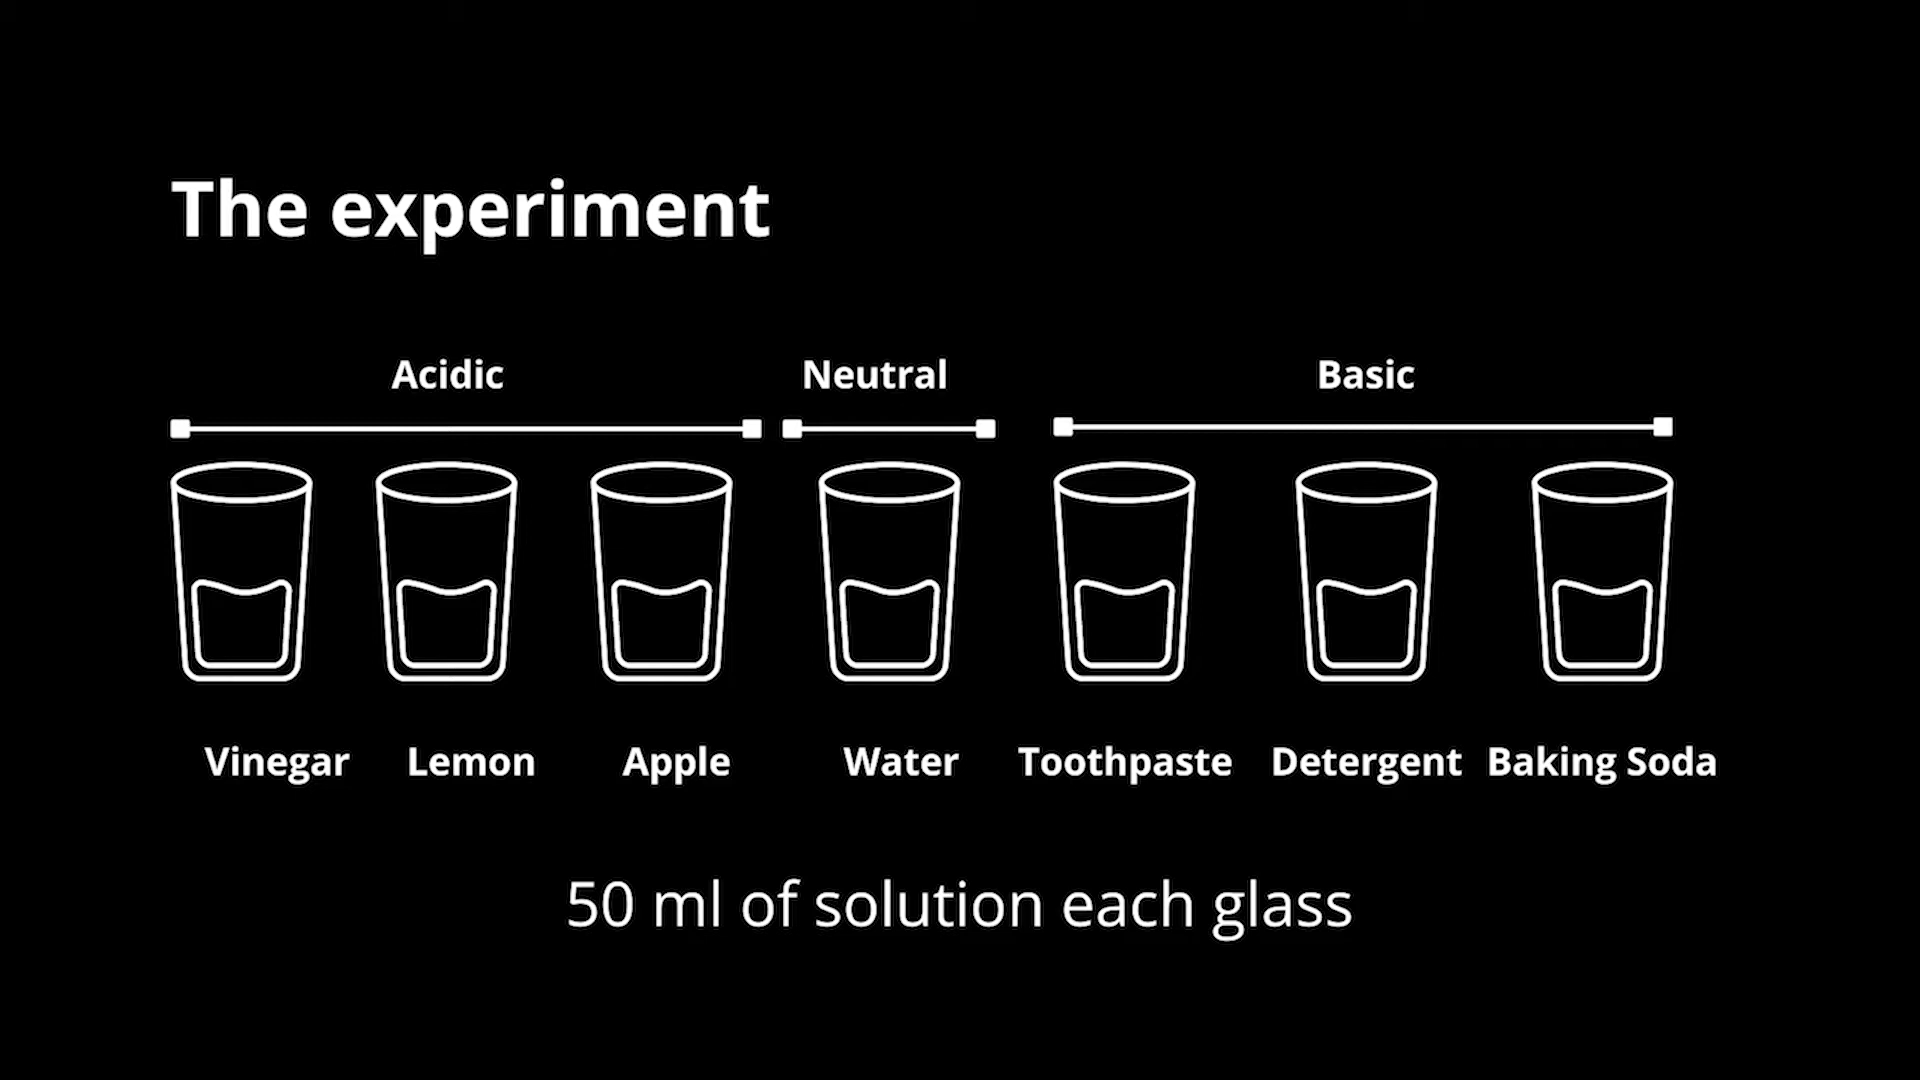 The experiment
Acidic Neutral Basic
Vinegar Lemon Apple Water Toothpaste Detergent Baking Soda
50 ml of solution each glass